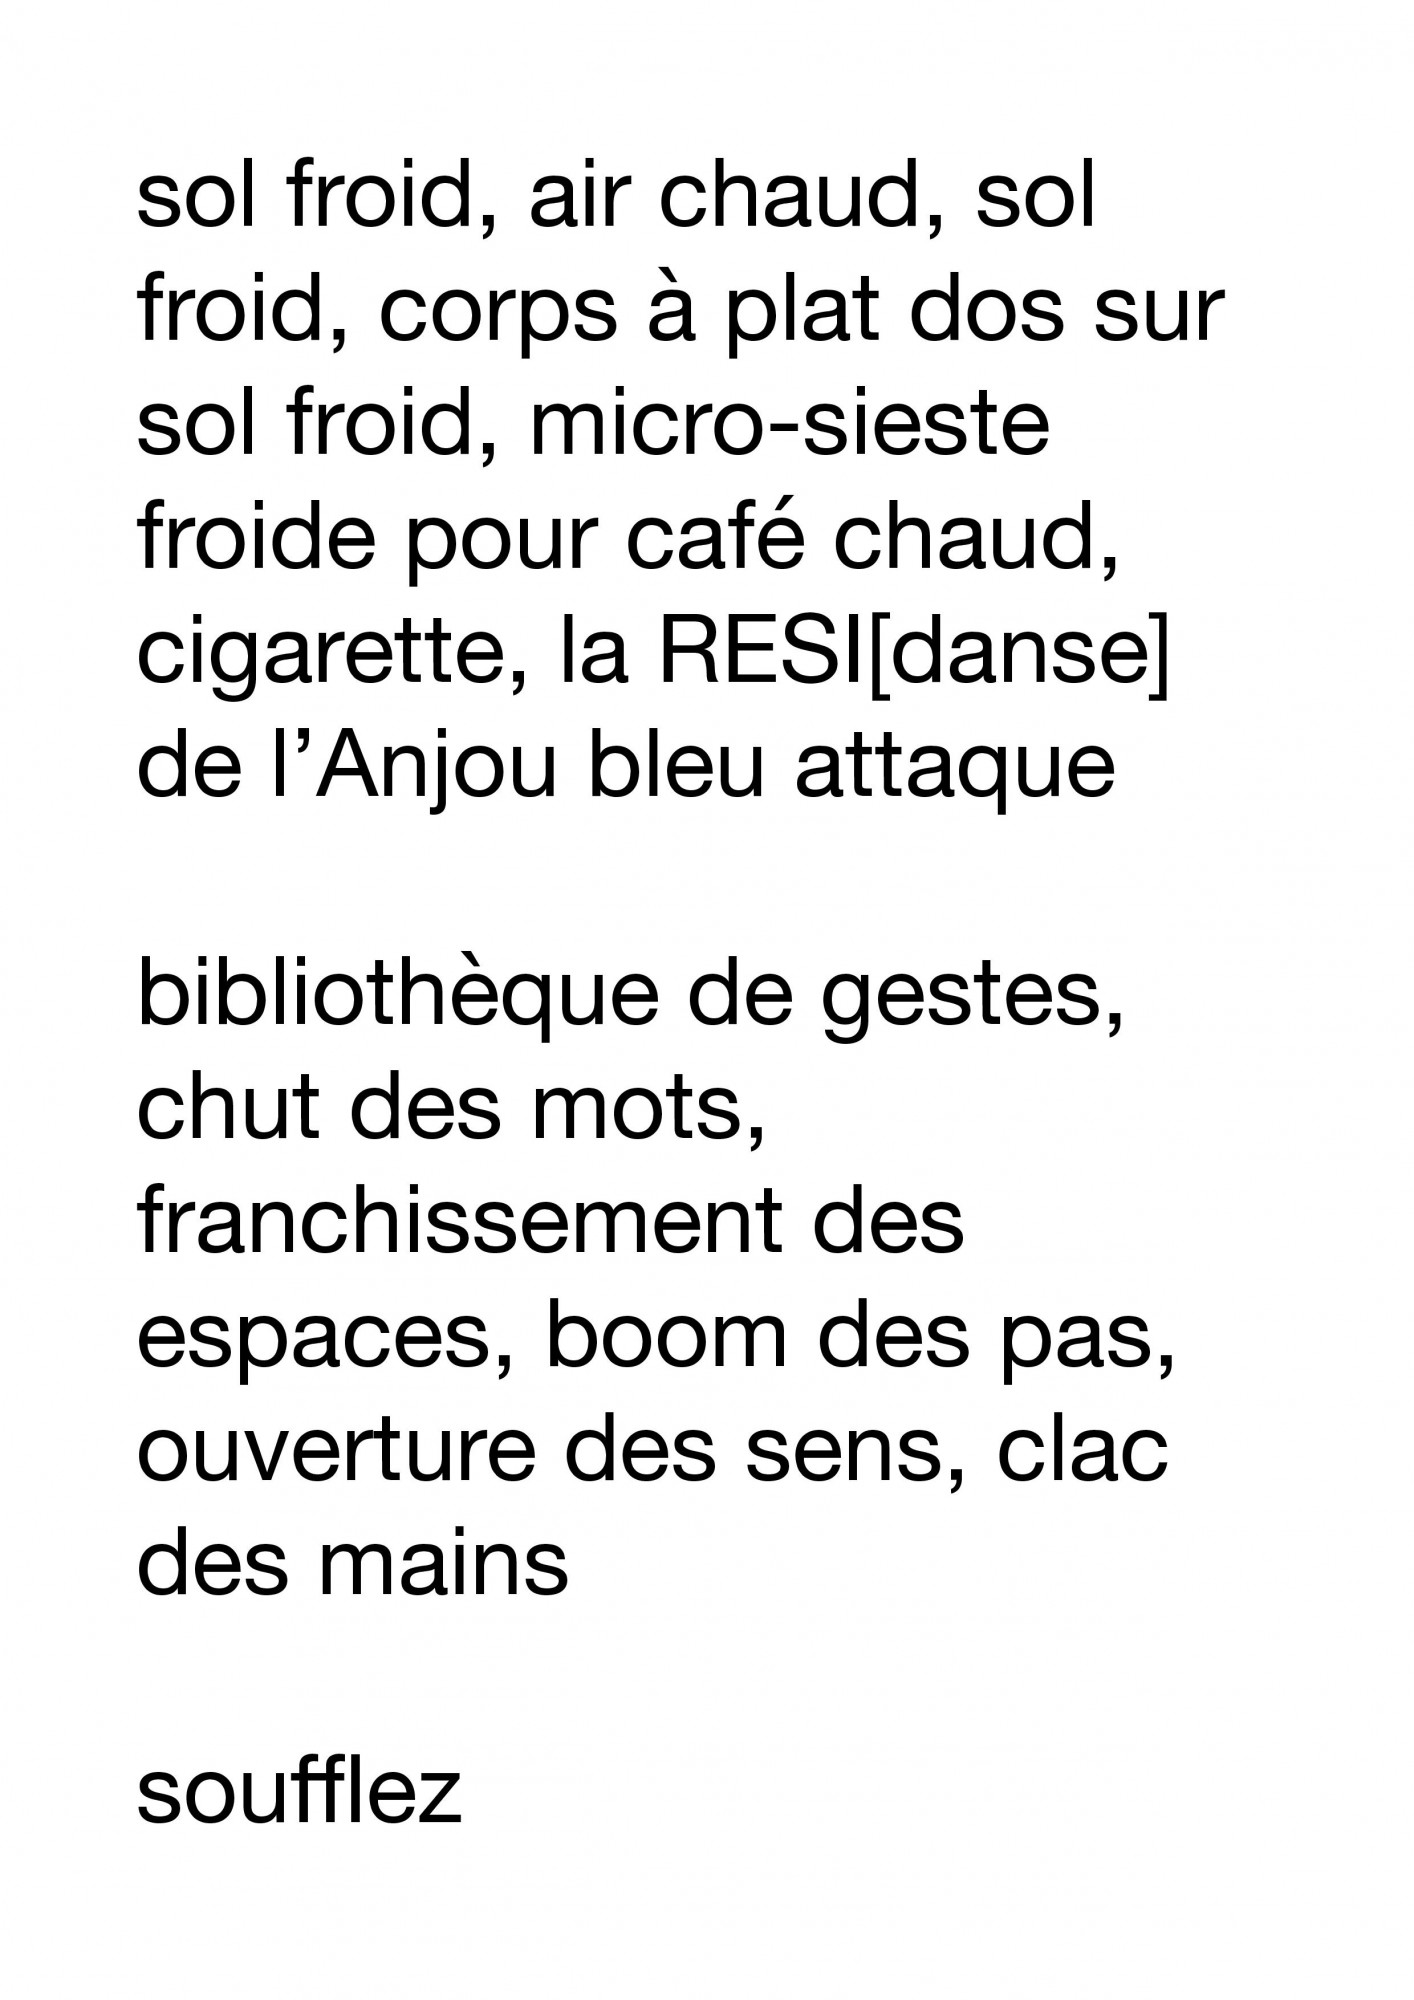 sol froid, air chaud, sol
froid, corps à plat dos sur
sol froid, micro-sieste
froide pour café chaud,
cigarette, la RESI[danse]
de l’Anjou bleu attaque
bibliothèque de gestes,
chut des mots,
franchissement des
espaces, boom des pas,
ouverture des sens, clac
des mains
soufflez